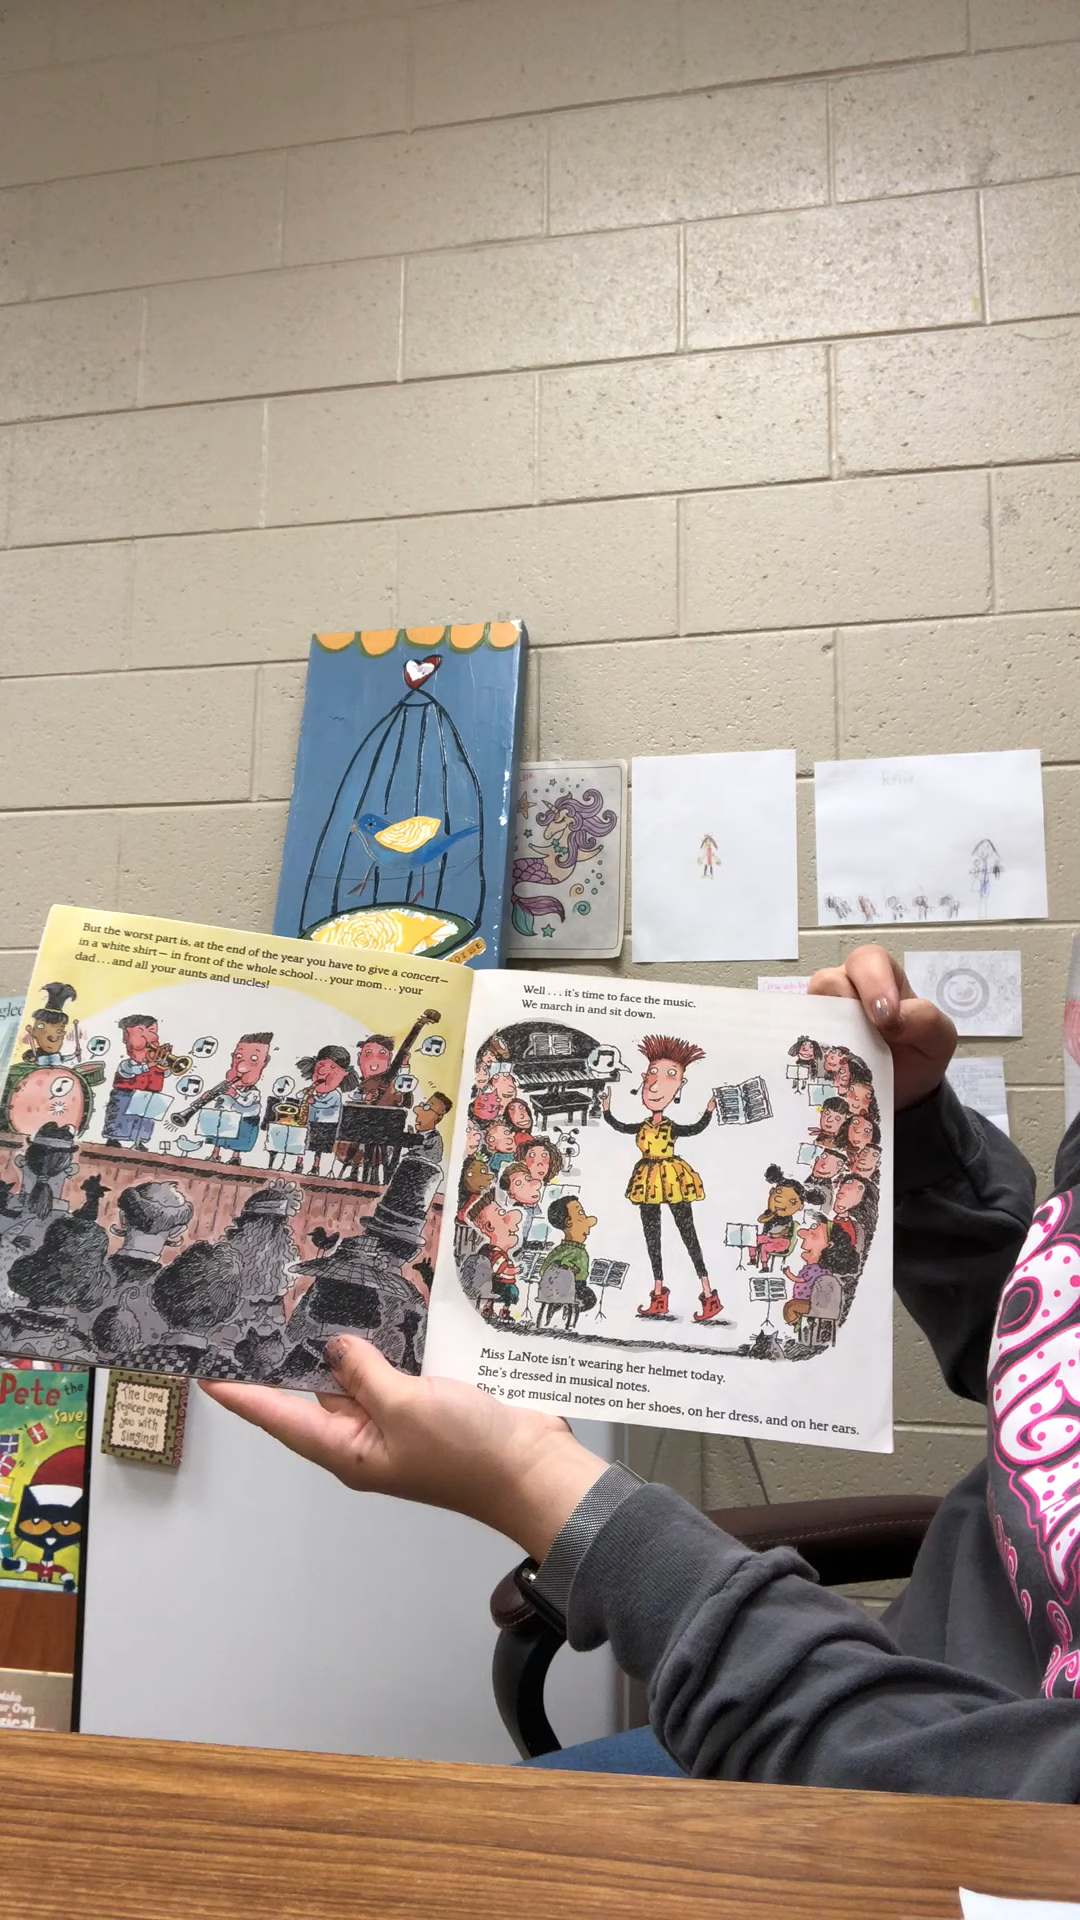 But the worst part is, at the end of the year you have to give a concert—
in a white shirt— in front of the whole school...your mom...your
dad...and all your aunts and uncles!
Well...it's time to face the music.
We march in and sit down.
Miss LaNote isn't wearing her helmet today.
She's dressed in musical notes.
She's got musical notes on her shoes, on her dress, and on her ears.
Pete the
Save
The Lord
rejoices over
you with
singing!
Make
Own